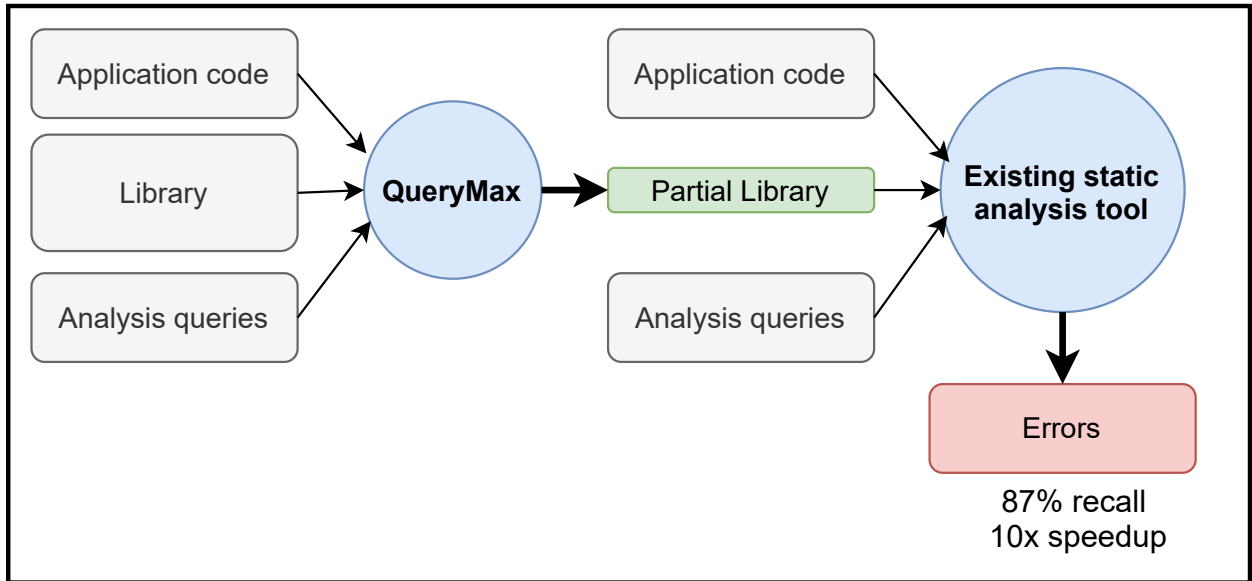 Application code
Library
Analysis queries
QueryMax
Application code
Partial Library
Analysis queries
Existing static
analysis tool
Errors
87% recall
10x speedup